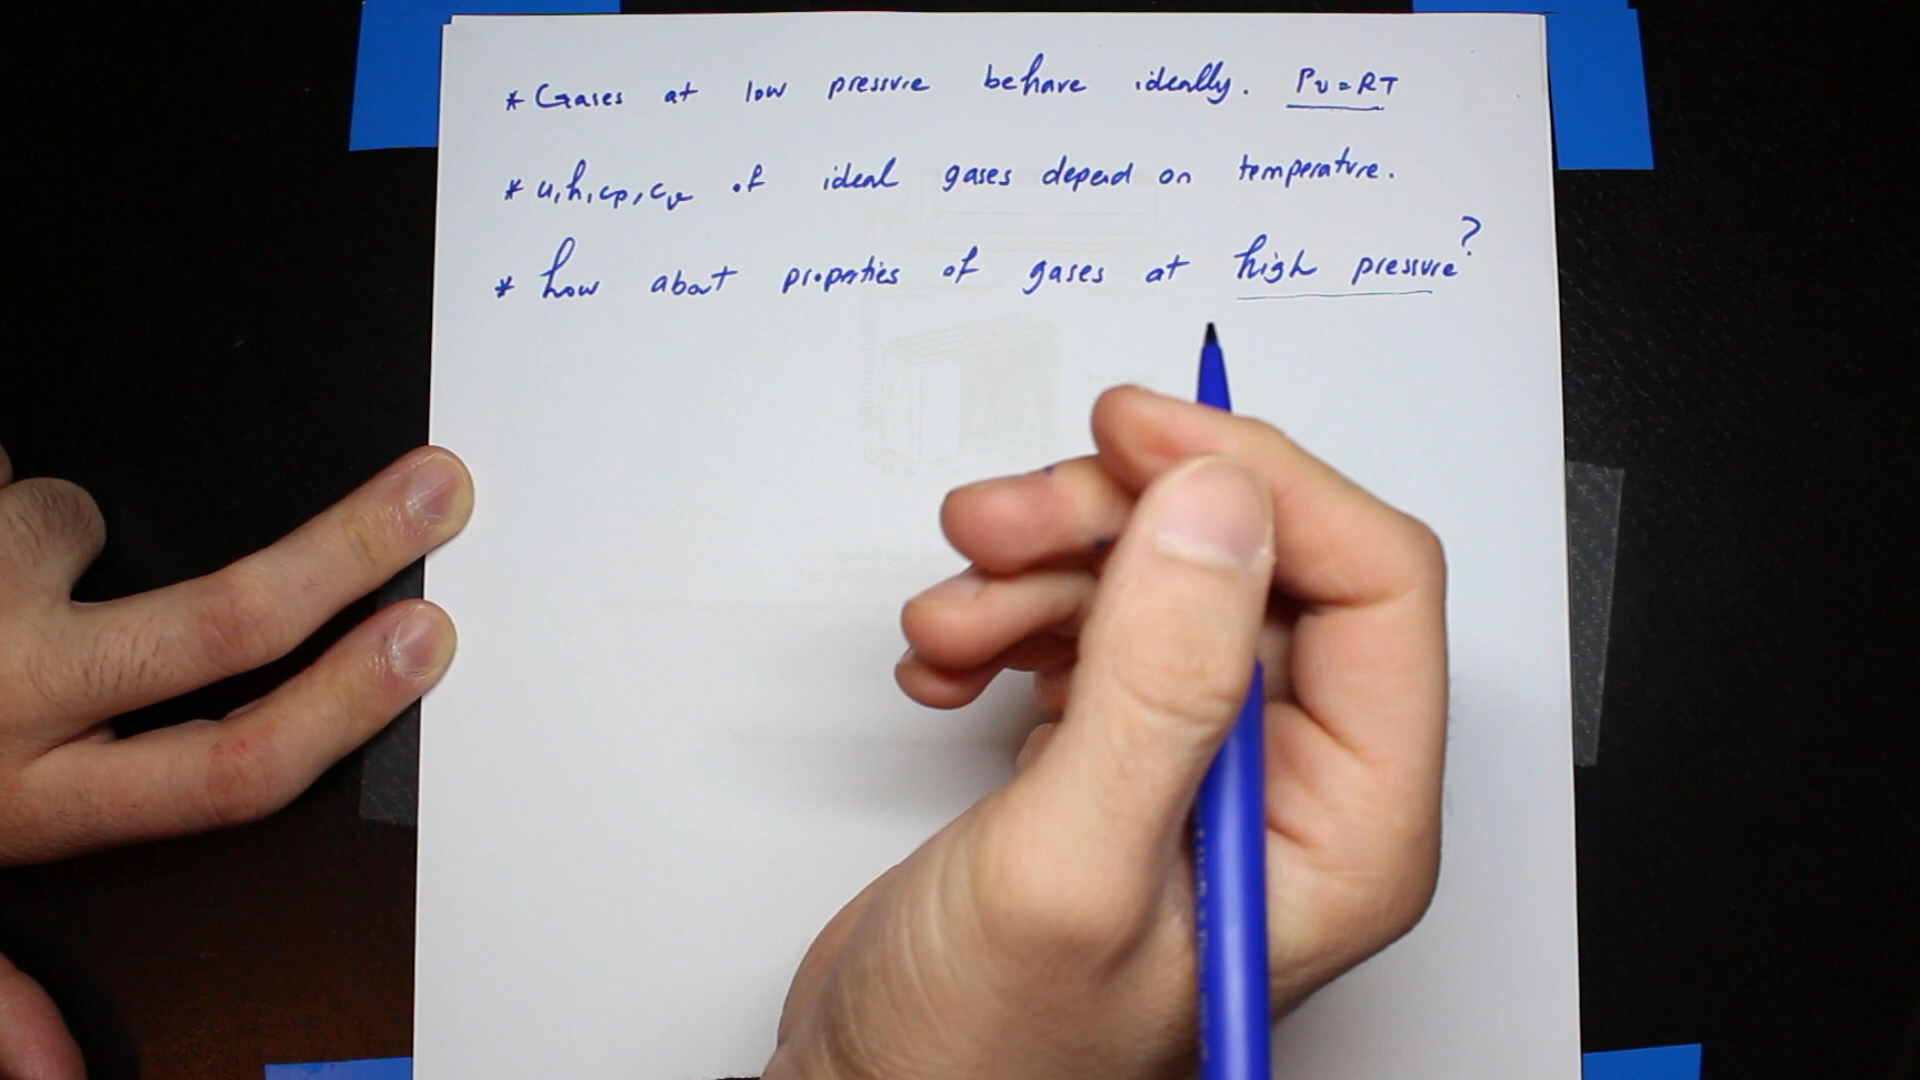 * Gases at low pressure behave ideally. Pv=RT
* u,h,cp,cv of ideal gases depend on temperature.
* how about properties of gases at high pressure?